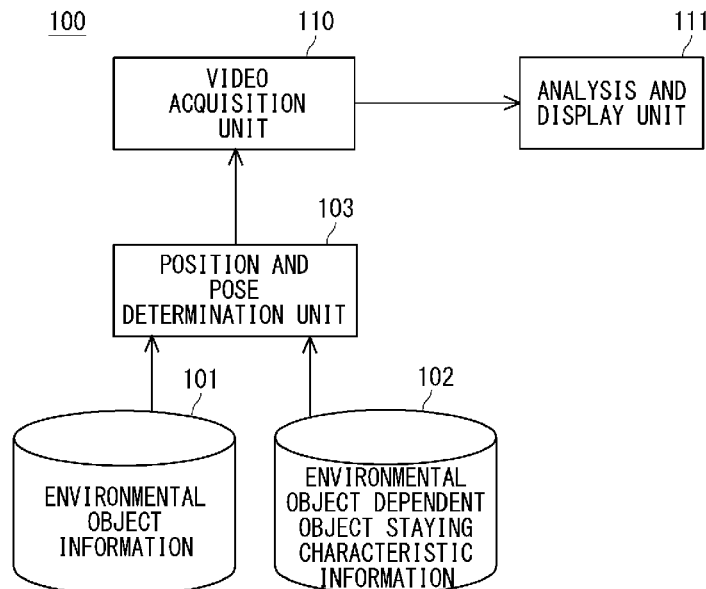 100
110
111
VIDEO
ACQUISITION
UNIT
ANALYSIS AND
DISPLAY UNIT
103
POSITION AND
POSE
DETERMINATION UNIT
101
102
ENVIRONMENTAL
OBJECT
INFORMATION
ENVIRONMENTAL
OBJECT DEPENDENT
OBJECT STAYING
CHARACTERISTIC
INFORMATION